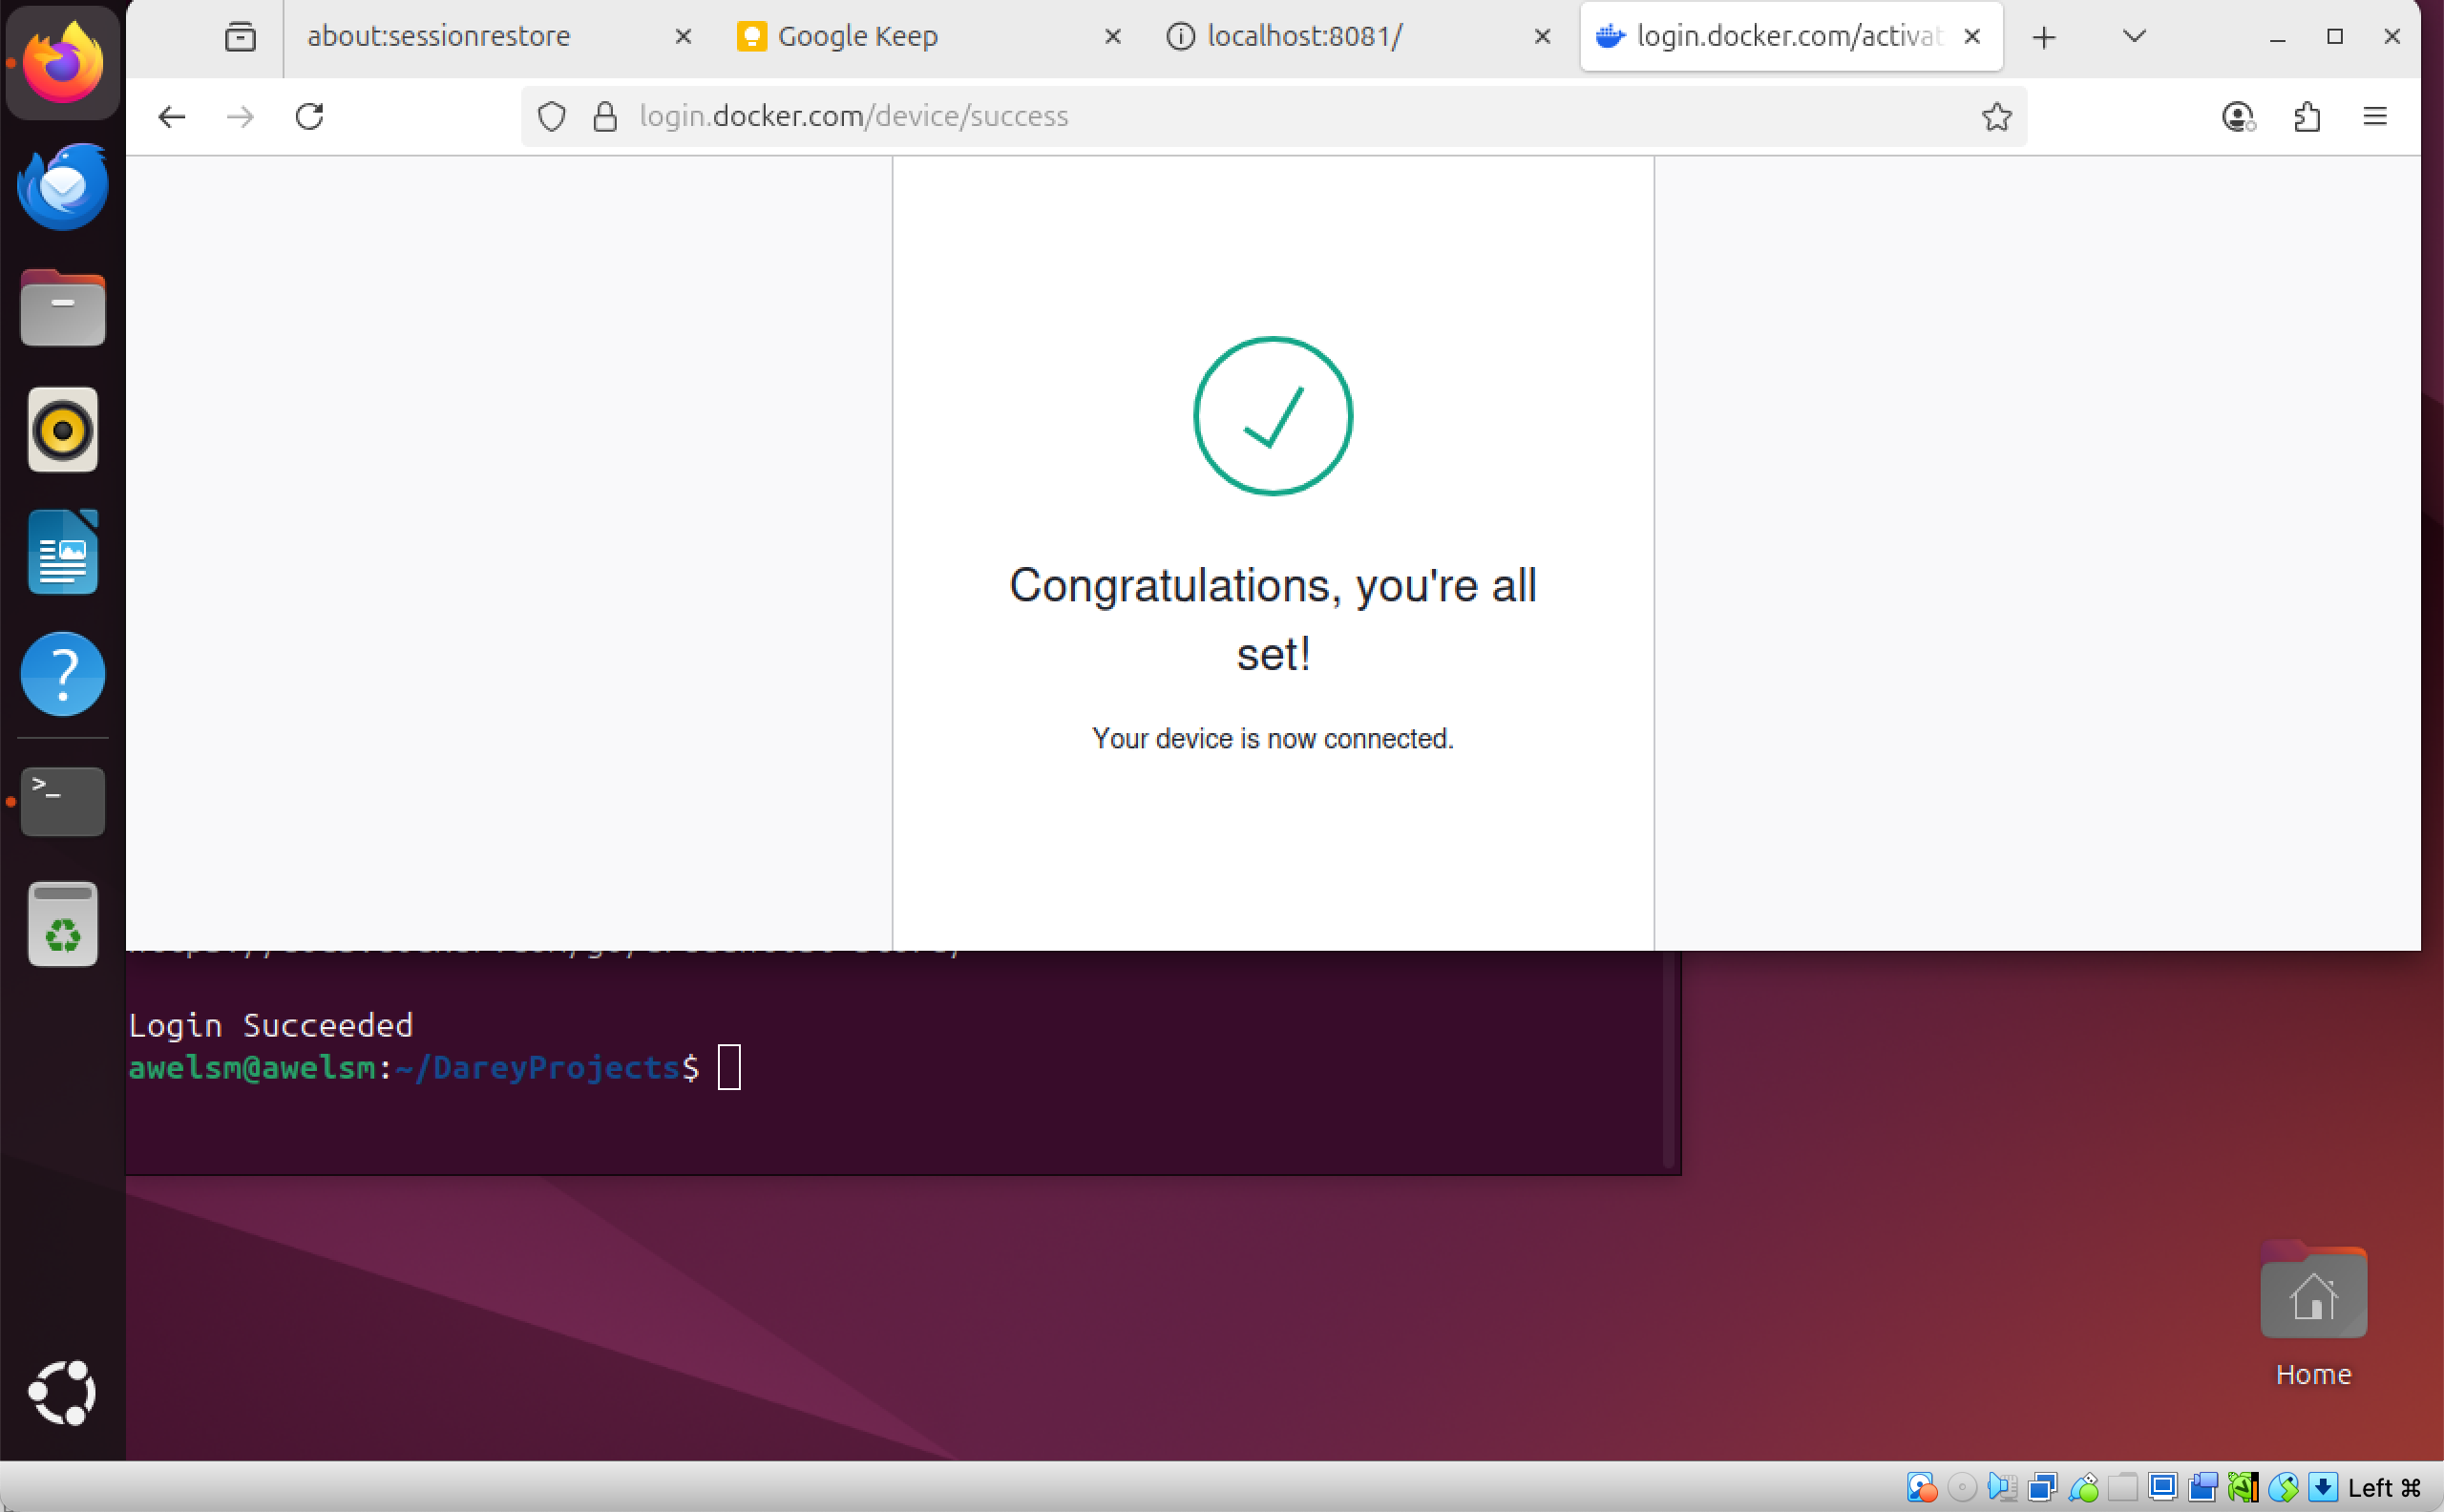 about:sessionrestore
Google Keep
localhost:8081/
login.docker.com/activat
login.docker.com/device/success
Congratulations, you're all
set!
Your device is now connected.
Login Succeeded
awelsm@awelsm:~/DareyProjects$
Home
Left ⌘